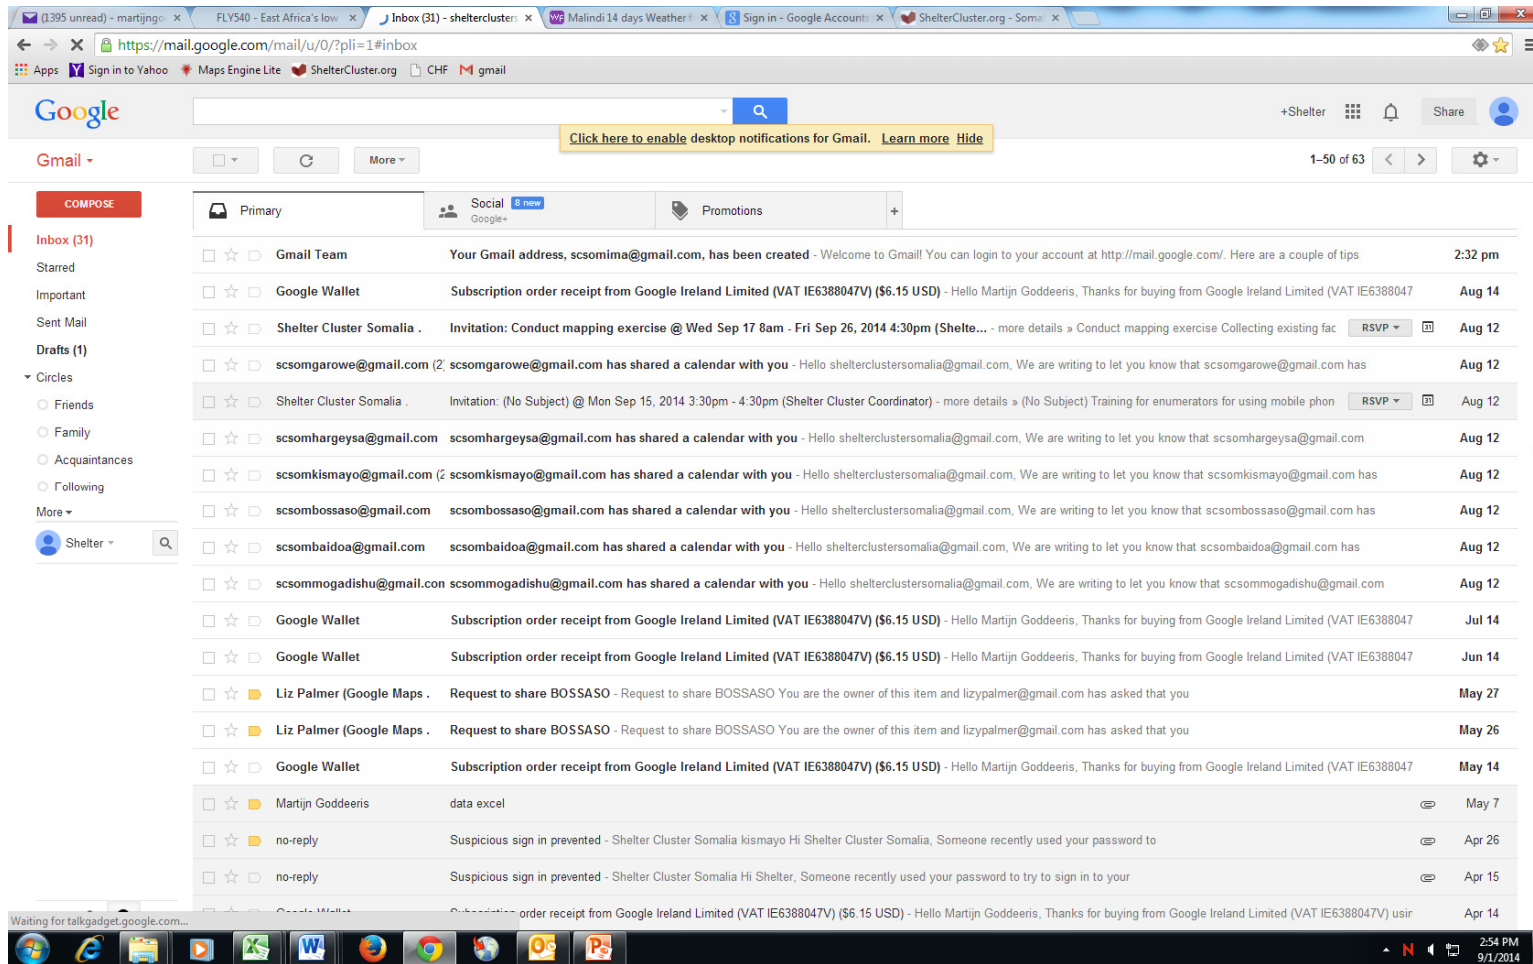 (1395 unread) - martijngo × FLY540 - East Africa's low × Inbox (31) - sheltercluster × Malindi 14 days Weather f × Sign in - Google Accounts × ShelterCluster.org - Somal ×
https://mail.google.com/mail/u/0/?pli=1#inbox
Apps Sign in to Yahoo Maps Engine Lite ShelterCluster.org CHF gmail
Google +Shelter Share
Click here to enable desktop notifications for Gmail. Learn more Hide
Gmail More 1–50 of 63
COMPOSE
Inbox (31)
Starred
Important
Sent Mail
Drafts (1)
Circles
Friends
Family
Acquaintances
Following
More
Shelter
Primary Social 8 new Promotions +
Google+
Gmail Team Your Gmail address, scsomima@gmail.com, has been created - Welcome to Gmail! You can login to your account at http://mail.google.com/. Here are a couple of tips 2:32 pm
Google Wallet Subscription order receipt from Google Ireland Limited (VAT IE6388047V) ($6.15 USD) - Hello Martijn Goddeeris, Thanks for buying from Google Ireland Limited (VAT IE6388047 Aug 14
Shelter Cluster Somalia . Invitation: Conduct mapping exercise @ Wed Sep 17 8am - Fri Sep 26, 2014 4:30pm (Shelte... - more details » Conduct mapping exercise Collecting existing fac RSVP 31 Aug 12
scsomgarowe@gmail.com (2) scsomgarowe@gmail.com has shared a calendar with you - Hello shelterclustersomalia@gmail.com, We are writing to let you know that scsomgarowe@gmail.com has Aug 12
Shelter Cluster Somalia . Invitation: (No Subject) @ Mon Sep 15, 2014 3:30pm - 4:30pm (Shelter Cluster Coordinator) - more details » (No Subject) Training for enumerators for using mobile phon RSVP 31 Aug 12
scsomhargeysa@gmail.com scsomhargeysa@gmail.com has shared a calendar with you - Hello shelterclustersomalia@gmail.com, We are writing to let you know that scsomhargeysa@gmail.com Aug 12
scsomkismayo@gmail.com (2 scsomkismayo@gmail.com has shared a calendar with you - Hello shelterclustersomalia@gmail.com, We are writing to let you know that scsomkismayo@gmail.com has Aug 12
scsombossaso@gmail.com scsombossaso@gmail.com has shared a calendar with you - Hello shelterclustersomalia@gmail.com, We are writing to let you know that scsombossaso@gmail.com has Aug 12
scsombaidoa@gmail.com scsombaidoa@gmail.com has shared a calendar with you - Hello shelterclustersomalia@gmail.com, We are writing to let you know that scsombaidoa@gmail.com has Aug 12
scsommogadishu@gmail.con scsommogadishu@gmail.com has shared a calendar with you - Hello shelterclustersomalia@gmail.com, We are writing to let you know that scsommogadishu@gmail.com Aug 12
Google Wallet Subscription order receipt from Google Ireland Limited (VAT IE6388047V) ($6.15 USD) - Hello Martijn Goddeeris, Thanks for buying from Google Ireland Limited (VAT IE6388047 Jul 14
Google Wallet Subscription order receipt from Google Ireland Limited (VAT IE6388047V) ($6.15 USD) - Hello Martijn Goddeeris, Thanks for buying from Google Ireland Limited (VAT IE6388047 Jun 14
Liz Palmer (Google Maps . Request to share BOSSASO - Request to share BOSSASO You are the owner of this item and lizypalmer@gmail.com has asked that you May 27
Liz Palmer (Google Maps . Request to share BOSSASO - Request to share BOSSASO You are the owner of this item and lizypalmer@gmail.com has asked that you May 26
Google Wallet Subscription order receipt from Google Ireland Limited (VAT IE6388047V) ($6.15 USD) - Hello Martijn Goddeeris, Thanks for buying from Google Ireland Limited (VAT IE6388047 May 14
Martijn Goddeeris data excel May 7
no-reply Suspicious sign in prevented - Shelter Cluster Somalia kismayo Hi Shelter Cluster Somalia, Someone recently used your password to Apr 26
no-reply Suspicious sign in prevented - Shelter Cluster Somalia Hi Shelter, Someone recently used your password to try to sign in to your Apr 15
Google Wallet Subscription order receipt from Google Ireland Limited (VAT IE6388047V) ($6.15 USD) - Hello Martijn Goddeeris, Thanks for buying from Google Ireland Limited (VAT IE6388047V) usir Apr 14
Waiting for talkgadget.google.com...
2:54 PM
9/1/2014